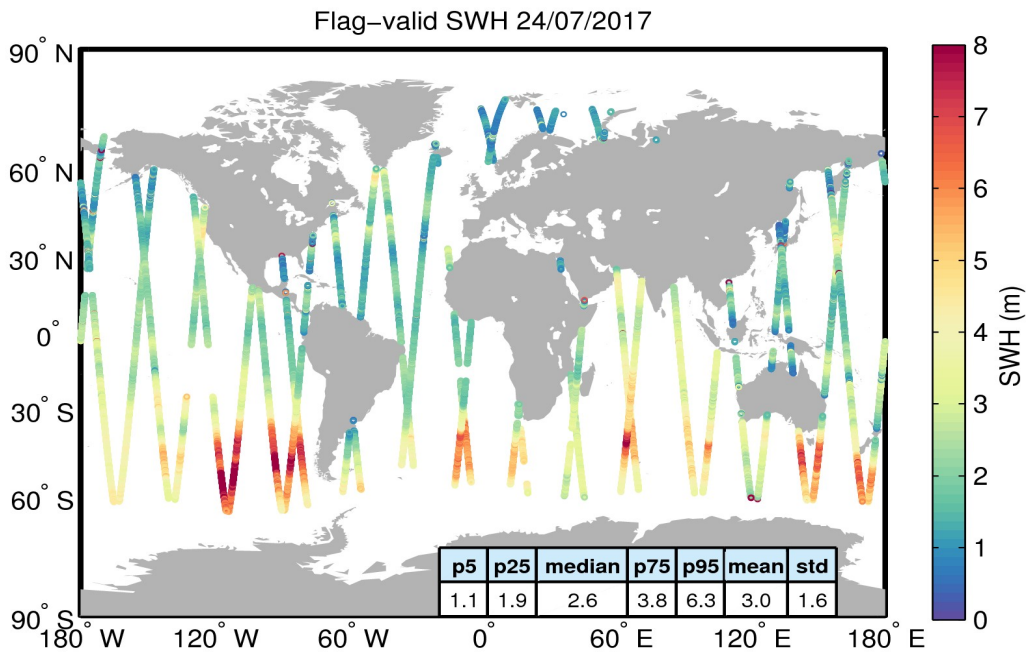 Flag−valid SWH 24/07/2017
90° N
60° N
30° N
0°
30° S
60° S
90° S
180° W
120° W
60° W
0°
60° E
120° E
180° E
p5 p25 median p75 p95 mean std
1.1 1.9 2.6 3.8 6.3 3.0 1.6
8
7
6
5
4
3
2
1
0
SWH (m)